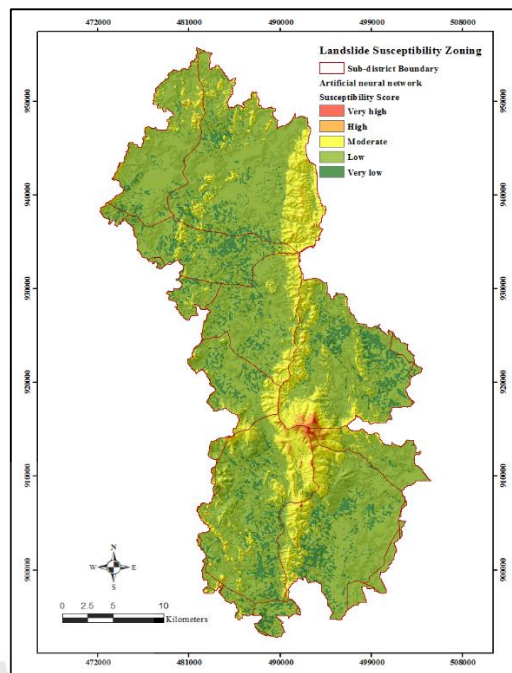 472000 481000 490000 499000 508000
Landslide Susceptibility Zoning
Sub-district Boundary
Artificial neural network
Susceptibility Score
Very high
High
Moderate
Low
Very low
950000
940000
930000
920000
910000
900000
950000
940000
930000
920000
910000
900000
N
W E
S
0 2.5 5 10
Kilometers
472000 481000 490000 499000 508000